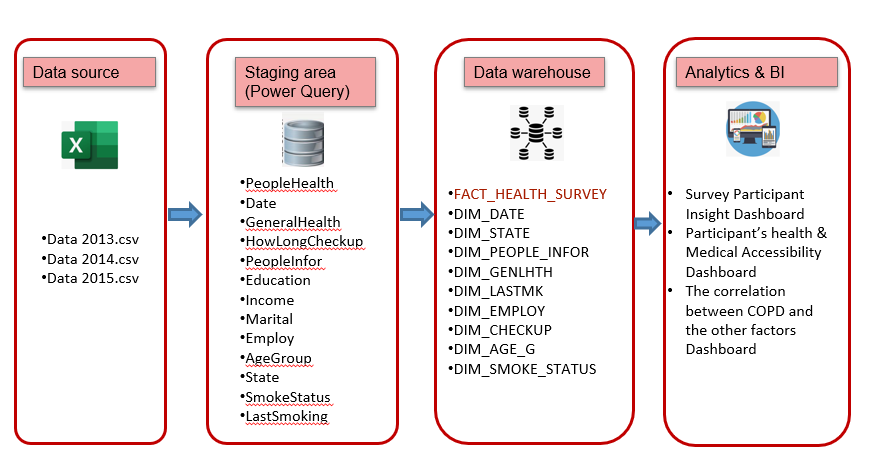 Data source
X
•Data 2013.csv
•Data 2014.csv
•Data 2015.csv
Staging area
(Power Query)
•PeopleHealth
•Date
•GeneralHealth
•HowLongCheckup
•PeopleInfor
•Education
•Income
•Marital
•Employ
•AgeGroup
•State
•SmokeStatus
•LastSmoking
Data warehouse
•FACT_HEALTH_SURVEY
•DIM_DATE
•DIM_STATE
•DIM_PEOPLE_INFOR
•DIM_GENLHTH
•DIM_LASTMK
•DIM_EMPLOY
•DIM_CHECKUP
•DIM_AGE_G
•DIM_SMOKE_STATUS
Analytics & BI
• Survey Participant
Insight Dashboard
• Participant’s health &
Medical Accessibility
Dashboard
• The correlation
between COPD and
the other factors
Dashboard